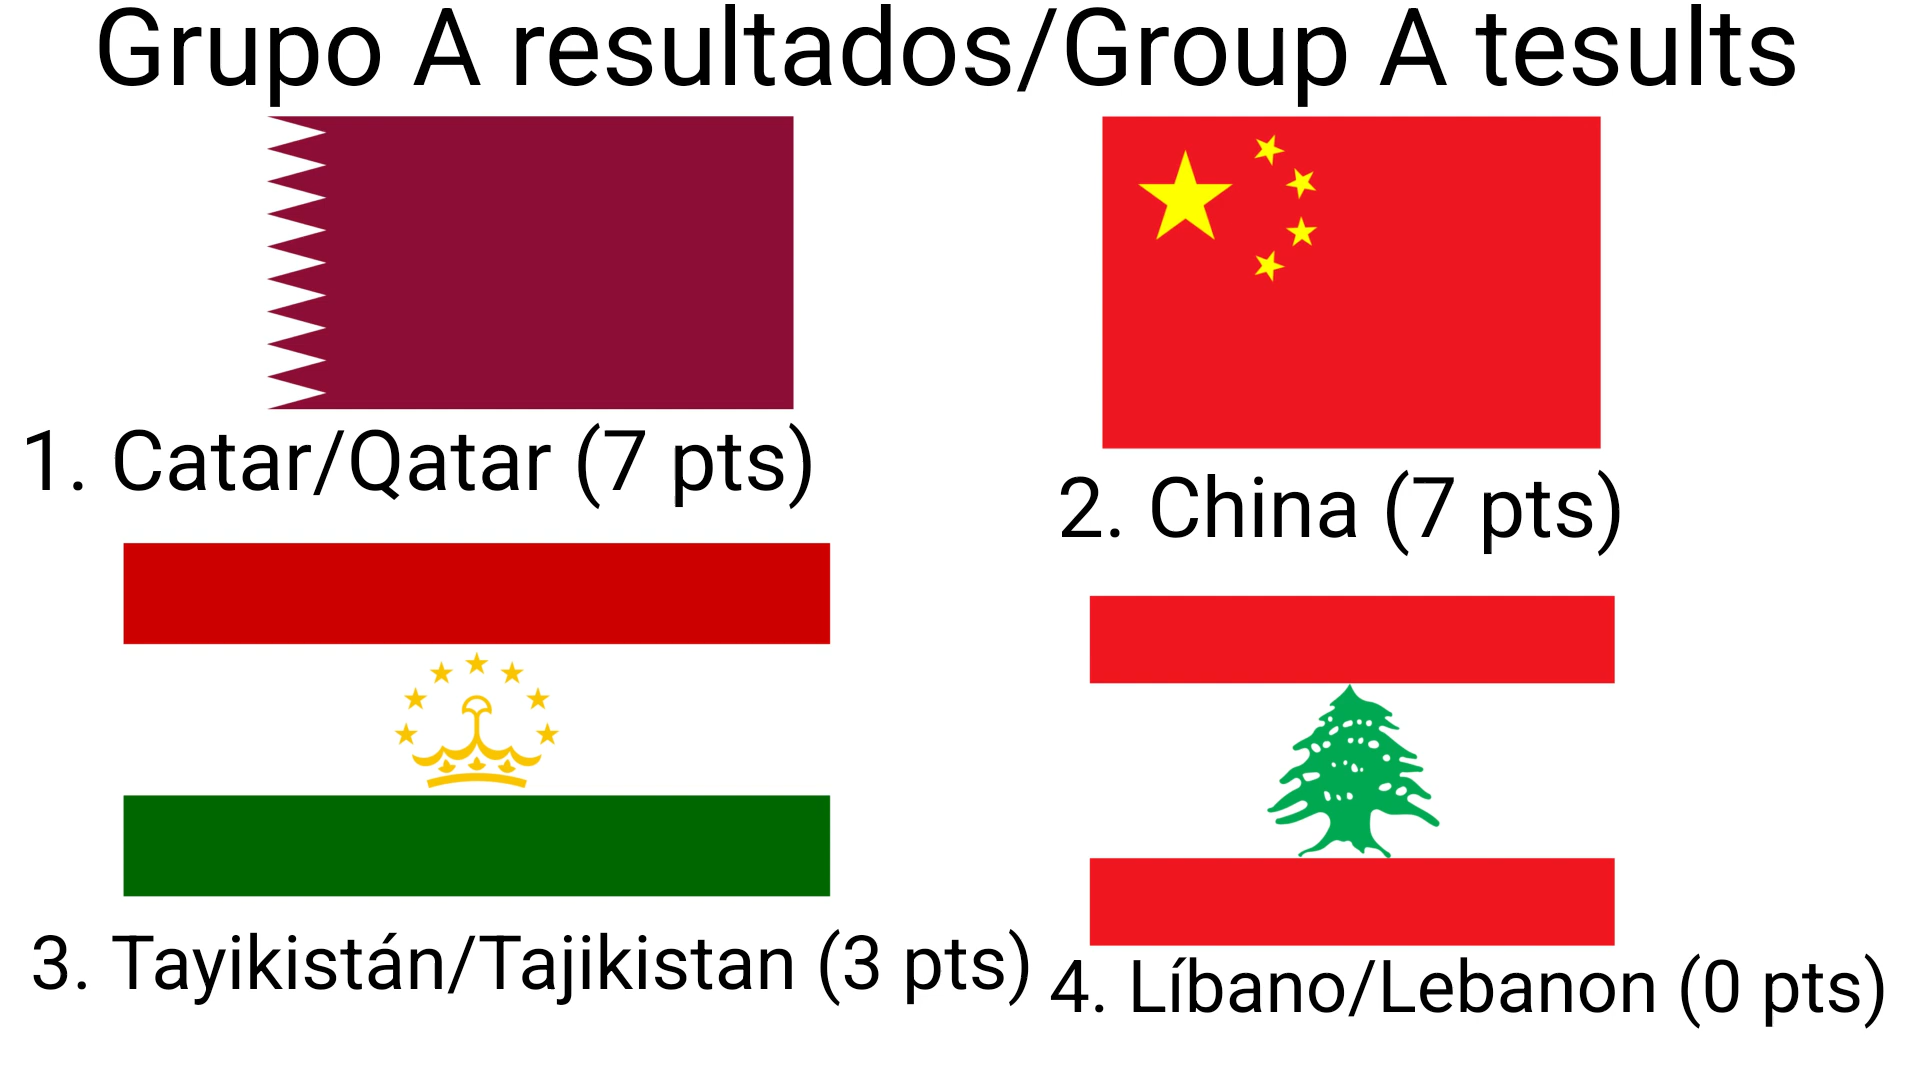 Grupo A resultados/Group A tesults
1. Catar/Qatar (7 pts)
2. China (7 pts)
3. Tayikistán/Tajikistan (3 pts)
4. Líbano/Lebanon (0 pts)